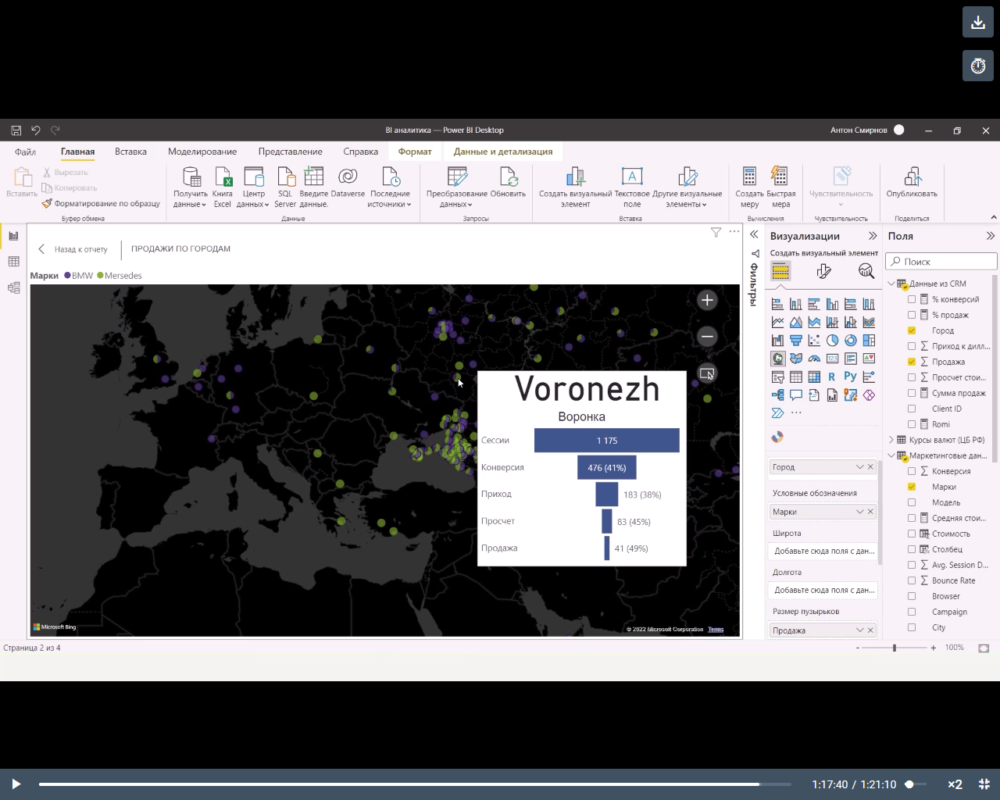 BI аналитика — Power BI Desktop
Антон Смирнов
Файл Главная Вставка Моделирование Представление Справка Формат Данные и детализация
Вставить
Вырезать
Копировать
Форматирование по образцу
Буфер обмена
Получить данные
Книга Excel
Центр данных
SQL Server
Введите данные.
Dataverse
Последние источники
Данные
Преобразование данных
Обновить
Запросы
Создать визуальный элемент
Текстовое поле
Другие визуальные элементы
Вставка
Создать меру
Быстрая мера
Вычисления
Чувствительность
Чувствительность
Опубликовать
Поделиться
Назад к отчету
ПРОДАЖИ ПО ГОРОДАМ
Марки BMW Mersedes
Voronezh
Воронка
Сессии 1 175
Конверсия 476 (41%)
Приход 183 (38%)
Просчет 83 (45%)
Продажа 41 (49%)
Microsoft Bing
© 2022 Microsoft Corporation Terms
Фильтры
Визуализации
Создать визуальный элемент
R Py
123
...
Город
Условные обозначения
Марки
Широта
Добавьте сюда поля с дан...
Долгота
Добавьте сюда поля с дан...
Размер пузырьков
Продажа
Поля
Поиск
Данные из CRM
% конверсий
% продаж
Город
Приход к дилл...
Продажа
Просчет стои...
Сумма продаж
Client ID
Romi
Курсы валют (ЦБ РФ)
Маркетинговые дан...
Конверсия
Марки
Модель
Средняя стои...
Стоимость
Столбец
Avg. Session D...
Bounce Rate
Browser
Campaign
City
Страница 2 из 4
- + 100%
1:17:40 / 1:21:10
×2